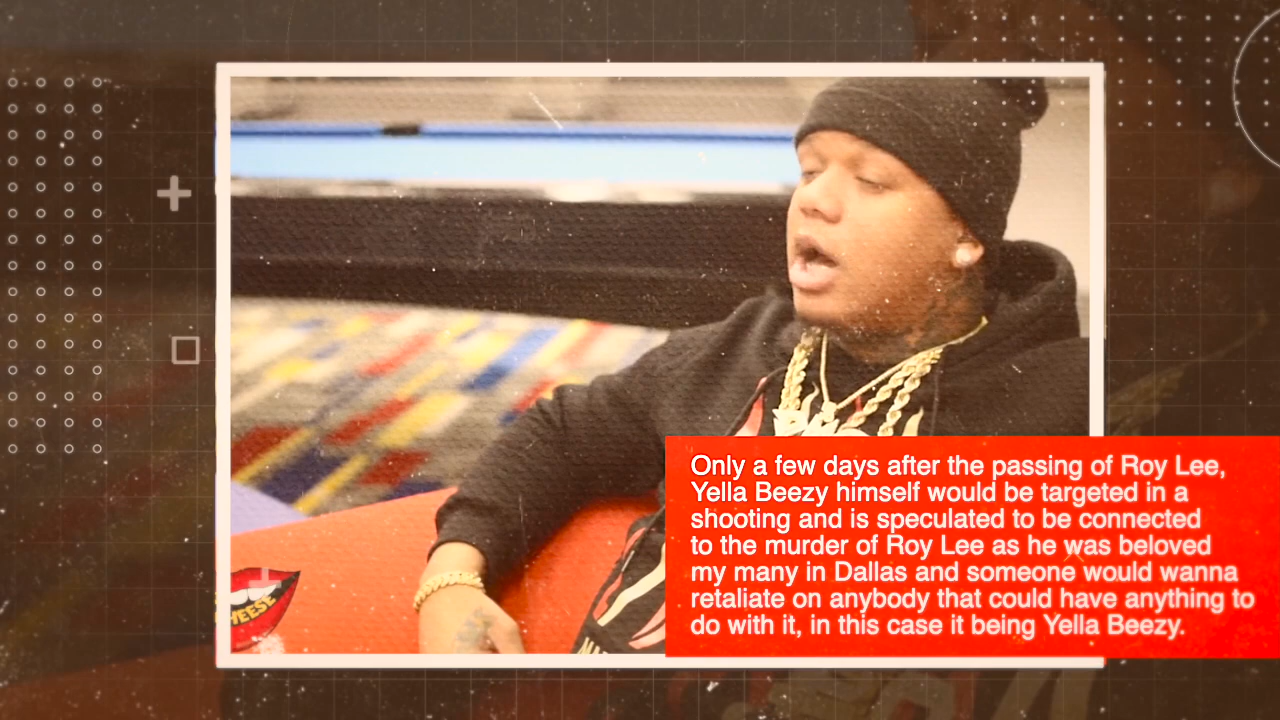 Only a few days after the passing of Roy Lee,
Yella Beezy himself would be targeted in a
shooting and is speculated to be connected
to the murder of Roy Lee as he was beloved
my many in Dallas and someone would wanna
retaliate on anybody that could have anything to
do with it, in this case it being Yella Beezy.